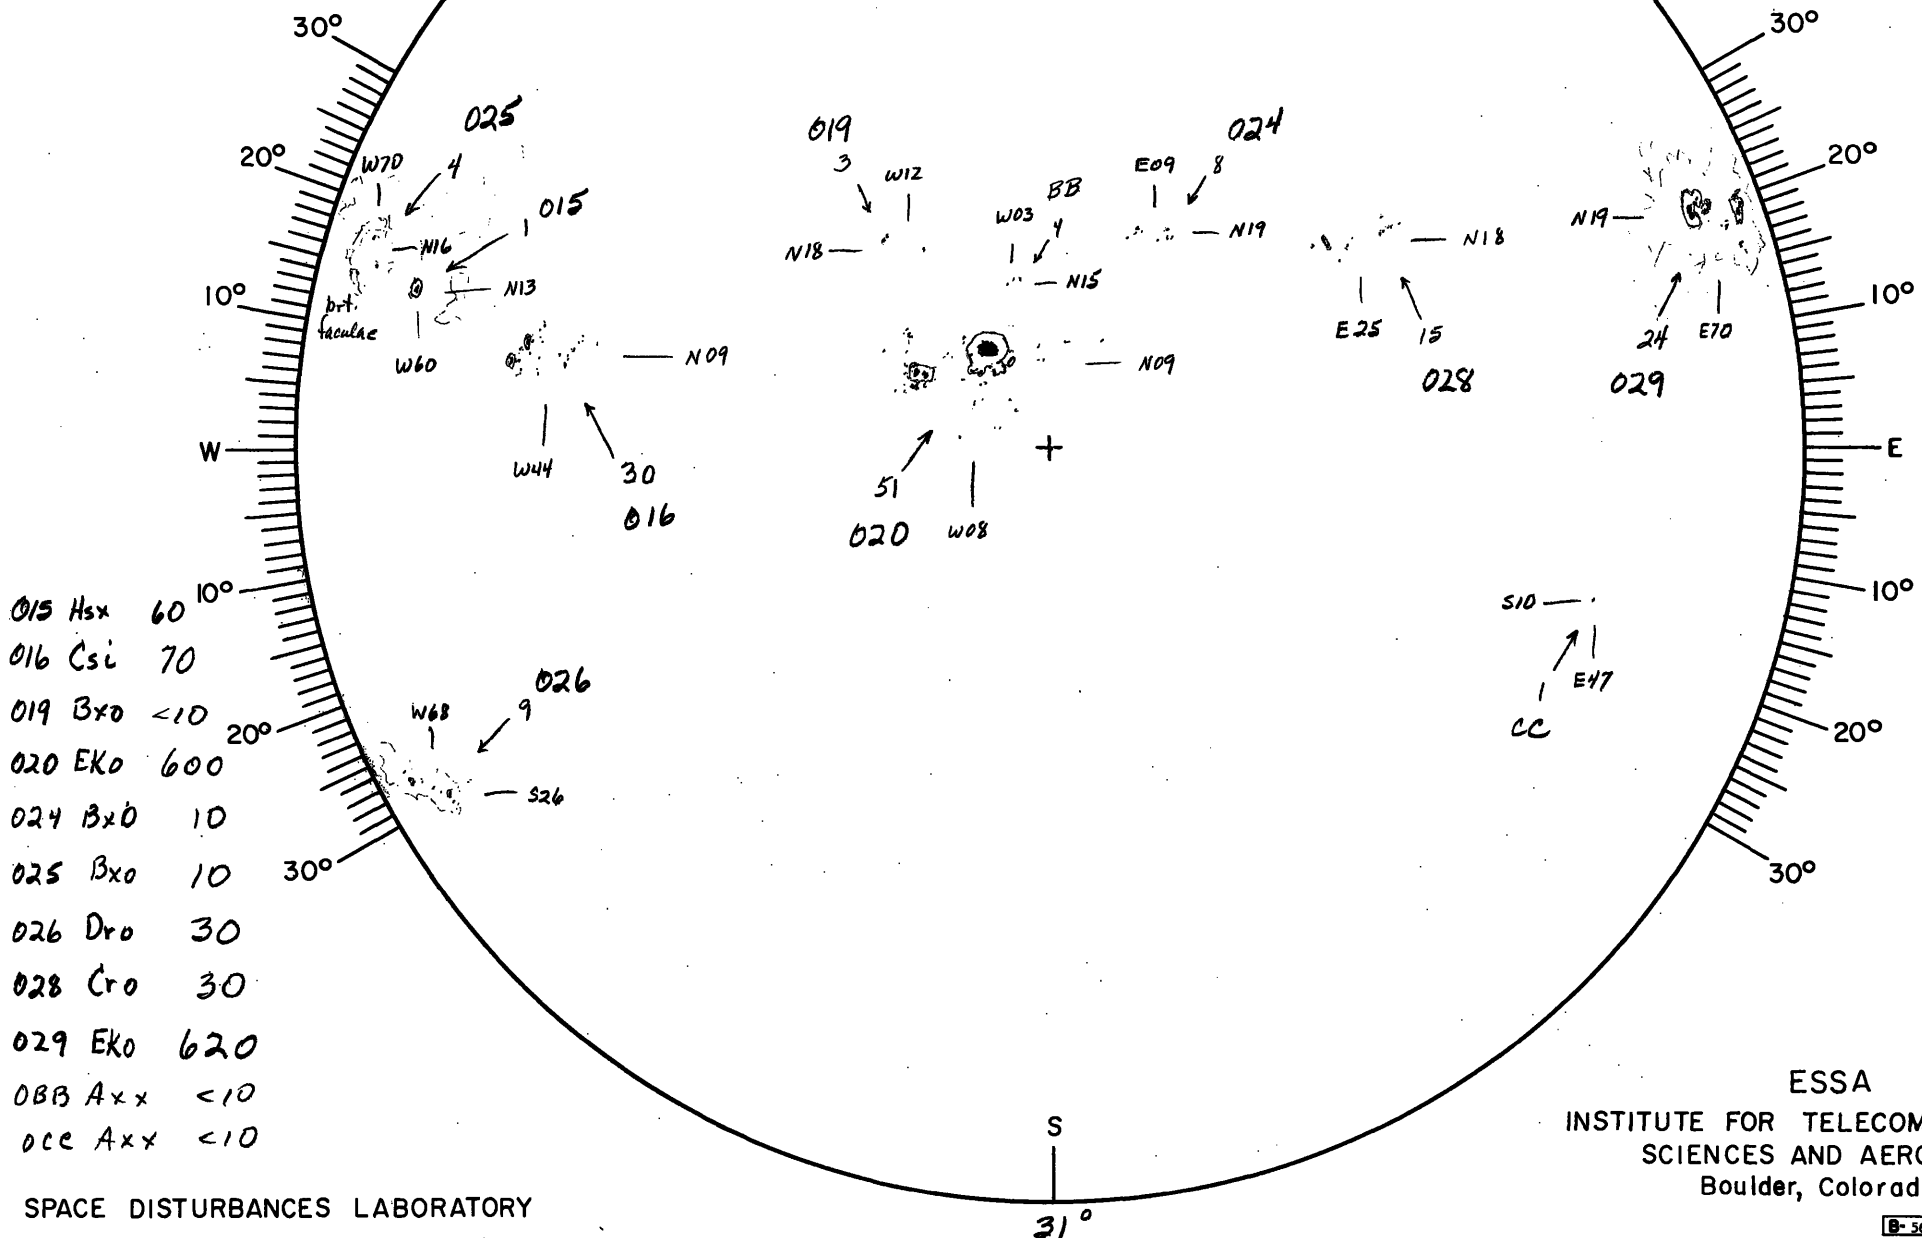 30°
30°
025
019
024
20°
W70
4
3
W12
E09
8
20°
015
1
BB
W03
4
N19
N16
N18
N19
N18
N15
10°
N13
10°
brt.
faculae
W60
N09
N09
E25
15
24
E70
028
029
W
E
W44
30
51
016
020
W08
10°
10°
S10
E47
1
CC
026
W68
9
20°
20°
S26
30°
30°
015 Hsx 60
016 Csi 70
019 Bxo <10
020 EKo 600
024 Bxo 10
025 Bxo 10
026 Dro 30
028 Cro 30
029 EKo 620
0BB Axx <10
0CC Axx <10
S
31°
SPACE DISTURBANCES LABORATORY
ESSA
INSTITUTE FOR TELECOM
SCIENCES AND AERO
Boulder, Colorad
B-56